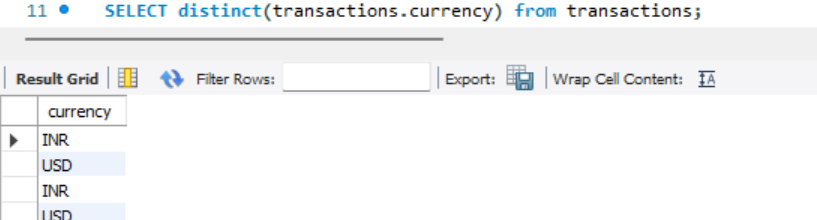 11 SELECT distinct(transactions.currency) from transactions;
Result Grid Filter Rows: Export: Wrap Cell Content: IA
currency
INR
USD
INR
USD